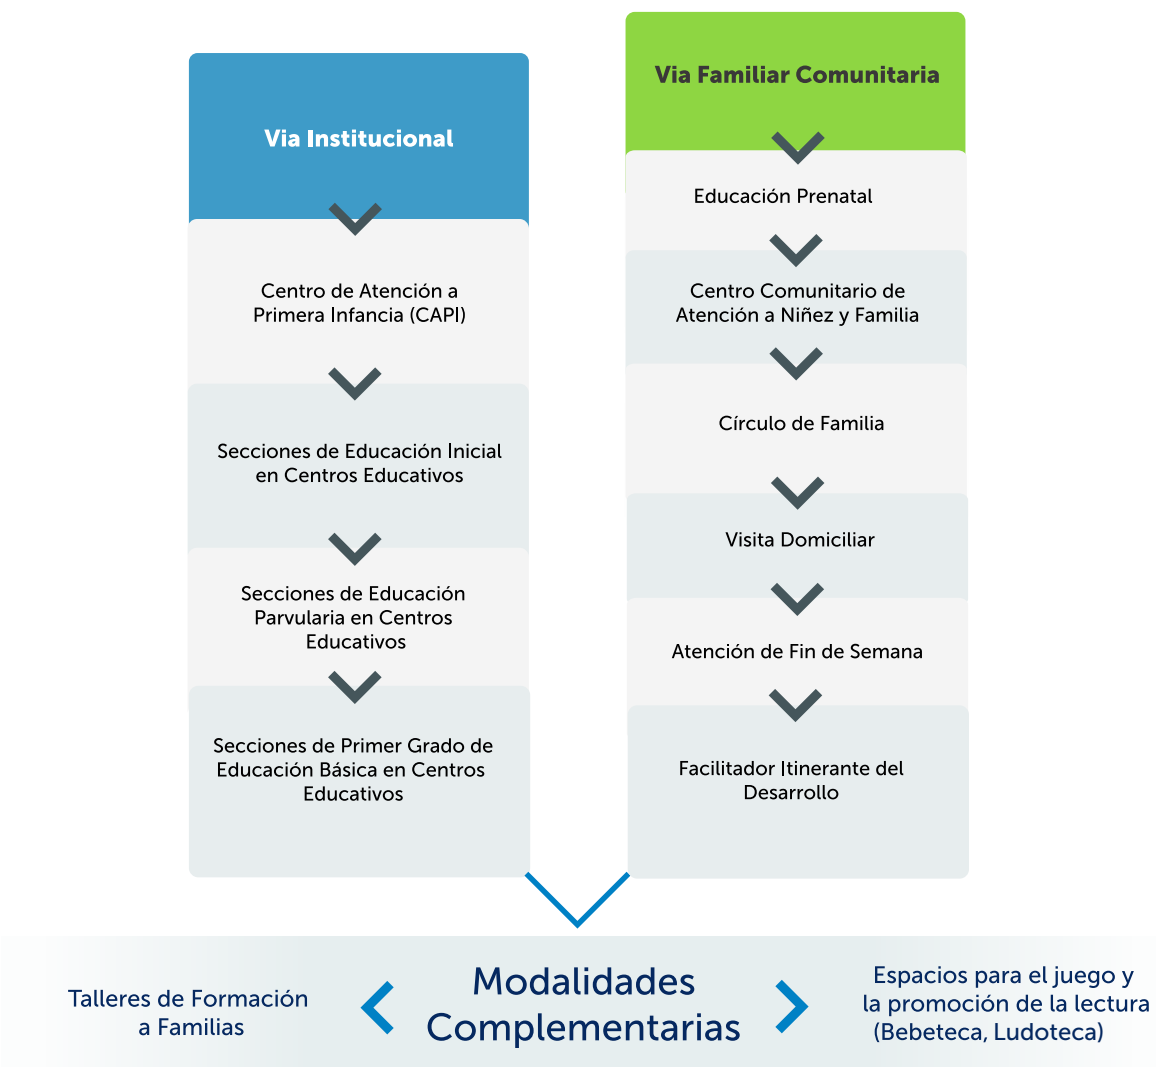 Via Institucional
Centro de Atención a
Primera Infancia (CAPI)
Secciones de Educación Inicial
en Centros Educativos
Secciones de Educación
Parvularia en Centros
Educativos
Secciones de Primer Grado de
Educación Básica en Centros
Educativos
Via Familiar Comunitaria
Educación Prenatal
Centro Comunitario de
Atención a Niñez y Familia
Círculo de Familia
Visita Domiciliar
Atención de Fin de Semana
Facilitador Itinerante del
Desarrollo
Talleres de Formación
a Familias
Modalidades
Complementarias
Espacios para el juego y
la promoción de la lectura
(Bebeteca, Ludoteca)